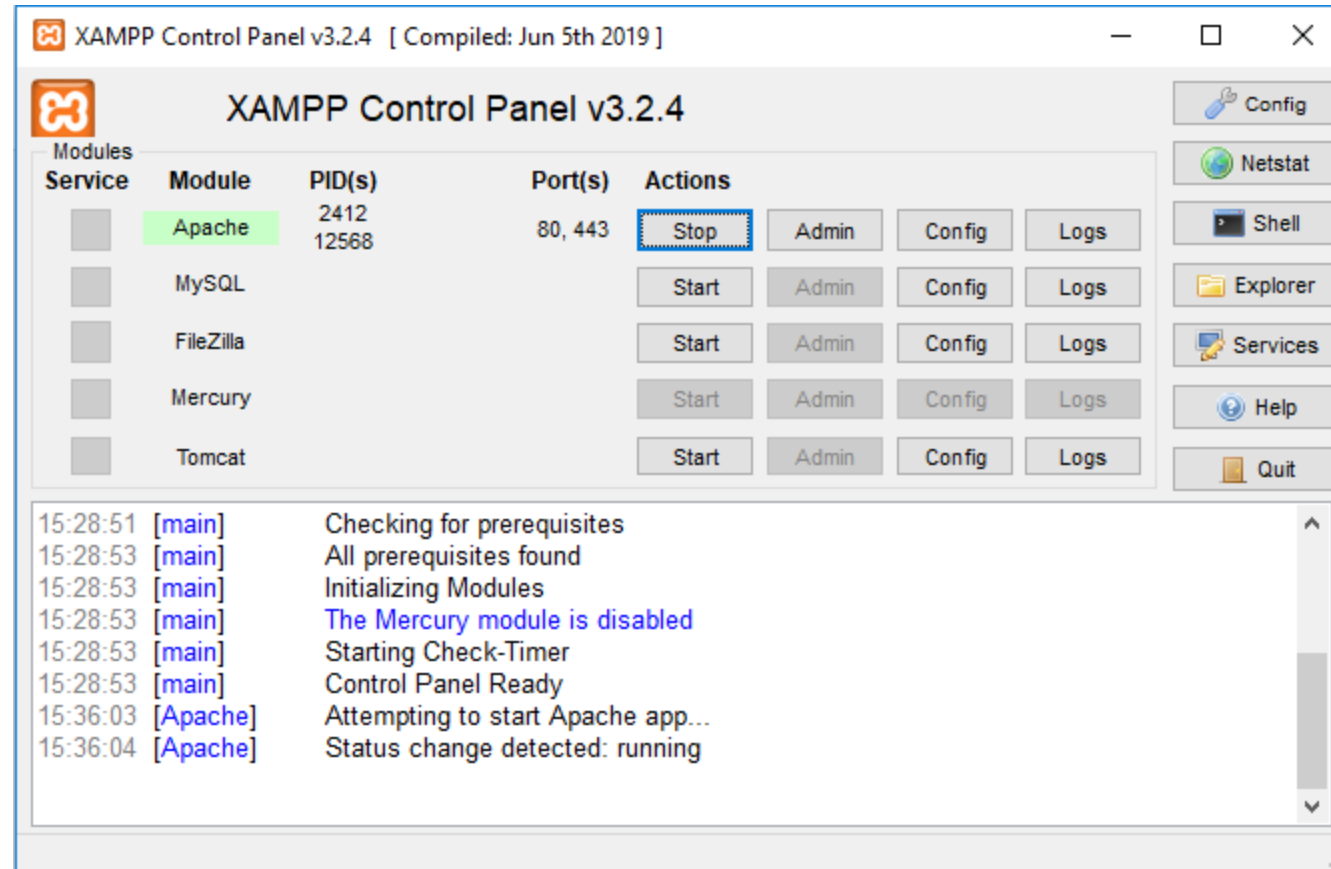 XAMPP Control Panel v3.2.4 [ Compiled: Jun 5th 2019 ]
XAMPP Control Panel v3.2.4
Config
Modules
Service Module PID(s) Port(s) Actions
Netstat
Apache 2412 12568 80, 443 Stop Admin Config Logs
Shell
MySQL Start Admin Config Logs
Explorer
FileZilla Start Admin Config Logs
Services
Mercury Start Admin Config Logs
Help
Tomcat Start Admin Config Logs
Quit
15:28:51 [main] Checking for prerequisites
15:28:53 [main] All prerequisites found
15:28:53 [main] Initializing Modules
15:28:53 [main] The Mercury module is disabled
15:28:53 [main] Starting Check-Timer
15:28:53 [main] Control Panel Ready
15:36:03 [Apache] Attempting to start Apache app...
15:36:04 [Apache] Status change detected: running